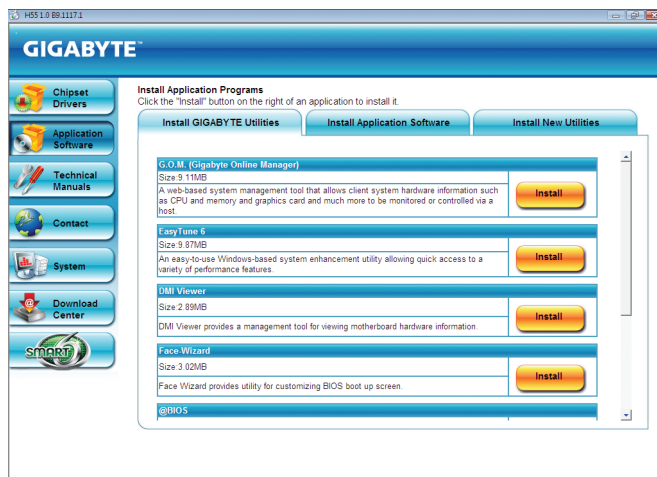 H55 1.0 B9.1117.1
GIGABYTE™
Chipset
Drivers
Application
Software
Technical
Manuals
Contact
System
Download
Center
SMART
Install Application Programs
Click the "Install" button on the right of an application to install it.
Install GIGABYTE Utilities
Install Application Software
Install New Utilities
G.O.M. (Gigabyte Online Manager)
Size:9.11MB
A web-based system management tool that allows client system hardware information such
as CPU and memory and graphics card and much more to be monitored or controlled via a
host.
Install
EasyTune 6
Size:9.87MB
An easy-to-use Windows-based system enhancement utility allowing quick access to a
variety of performance features.
Install
DMI Viewer
Size:2.89MB
DMI Viewer provides a management tool for viewing motherboard hardware information.
Install
Face-Wizard
Size:3.02MB
Face Wizard provides utility for customizing BIOS boot up screen.
Install
@BIOS